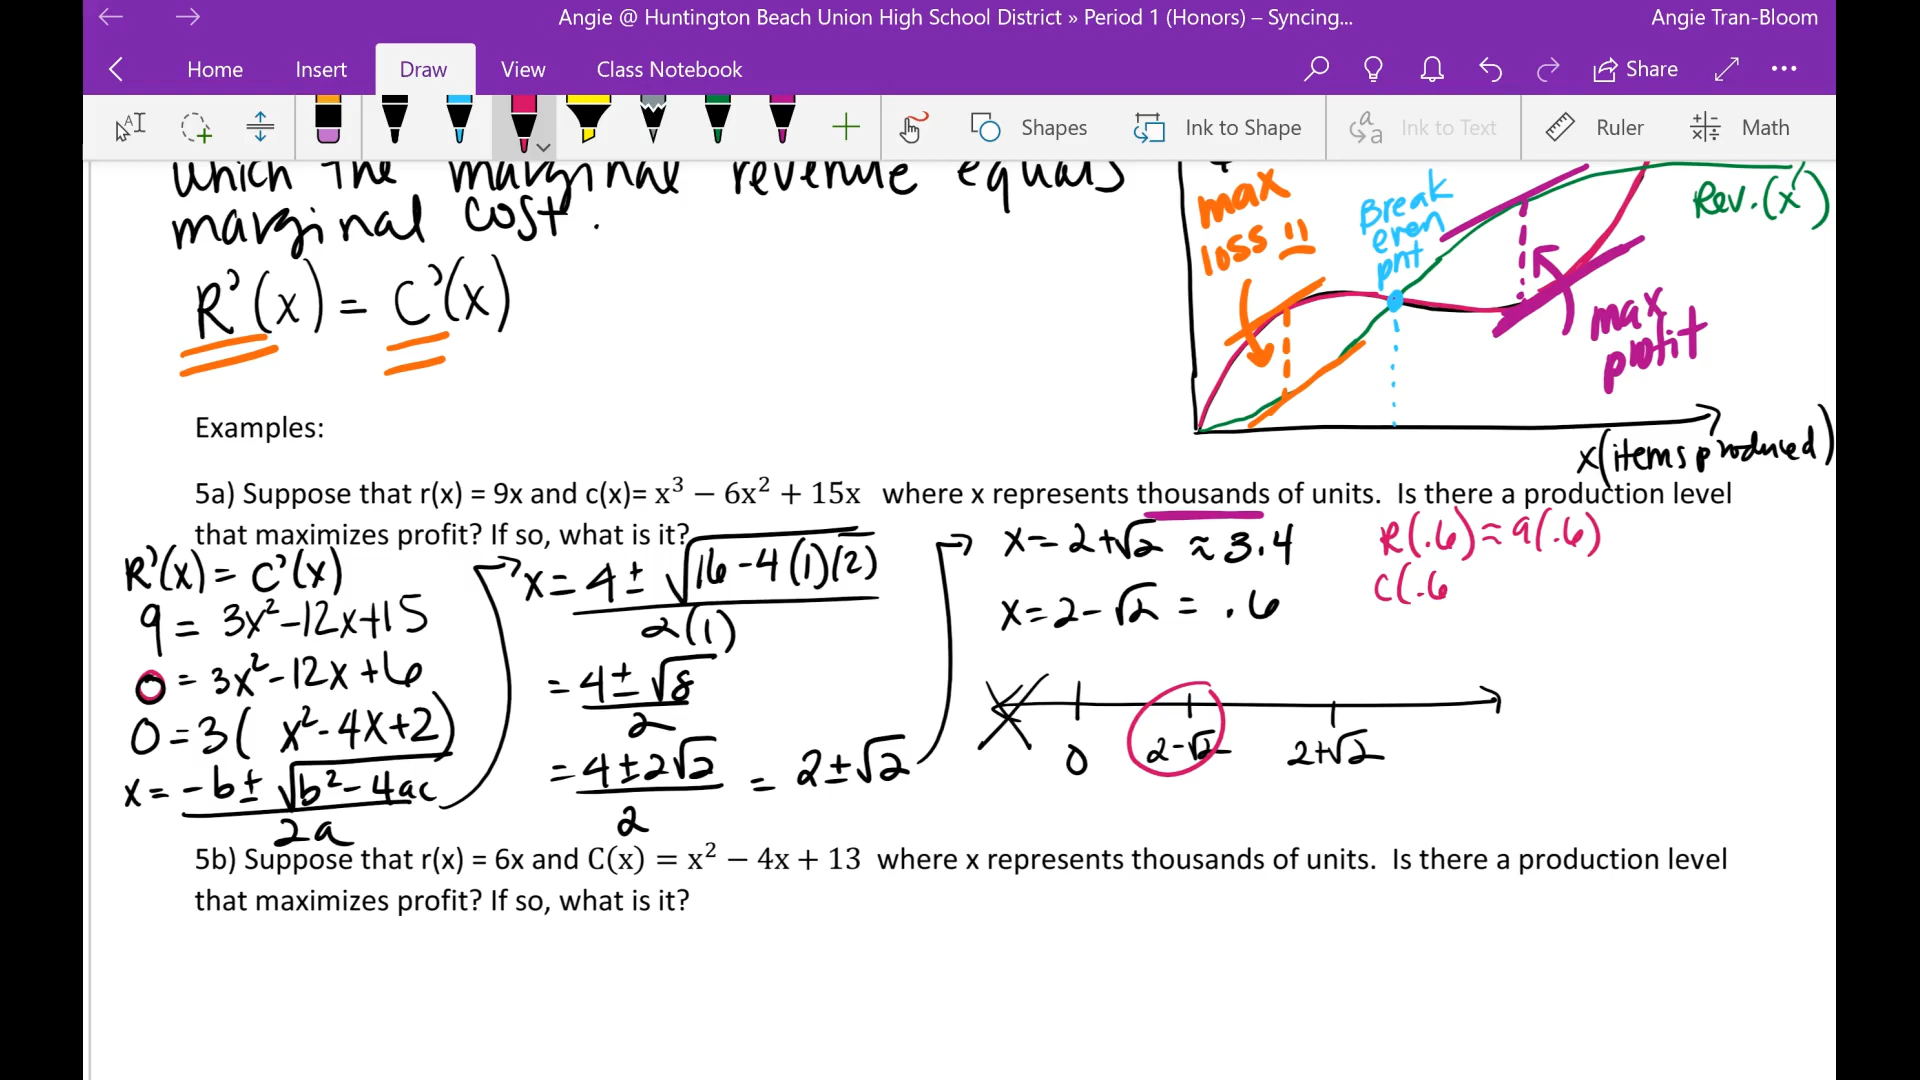 Angie @ Huntington Beach Union High School District » Period 1 (Honors) – Syncing...
Angie Tran-Bloom
Home Insert Draw View Class Notebook
Share
Shapes Ink to Shape Ink to Text Ruler Math
which the marginal revenue equals
marginal cost.
R'(x) = C'(x)
max
loss !!
Break
even
pnt
Rev.(x)
max
profit
x(items produced)
Examples:
5a) Suppose that r(x) = 9x and c(x)= x³ − 6x² + 15x where x represents thousands of units. Is there a production level
that maximizes profit? If so, what is it?
R'(x) = C'(x)
9 = 3x²-12x+15
0 = 3x²-12x+6
0 = 3( x²-4x+2)
x = -b ± √b²-4ac
2a
x = 4 ± √16-4(1)(2)
2(1)
= 4 ± √8
2
= 4 ± 2√2 = 2 ± √2
2
x = 2+√2 ≈ 3.4
x = 2-√2 = .6
0 2-√2 2+√2
R(.6) ≈ 9(.6)
C(.6
5b) Suppose that r(x) = 6x and C(x) = x² − 4x + 13 where x represents thousands of units. Is there a production level
that maximizes profit? If so, what is it?